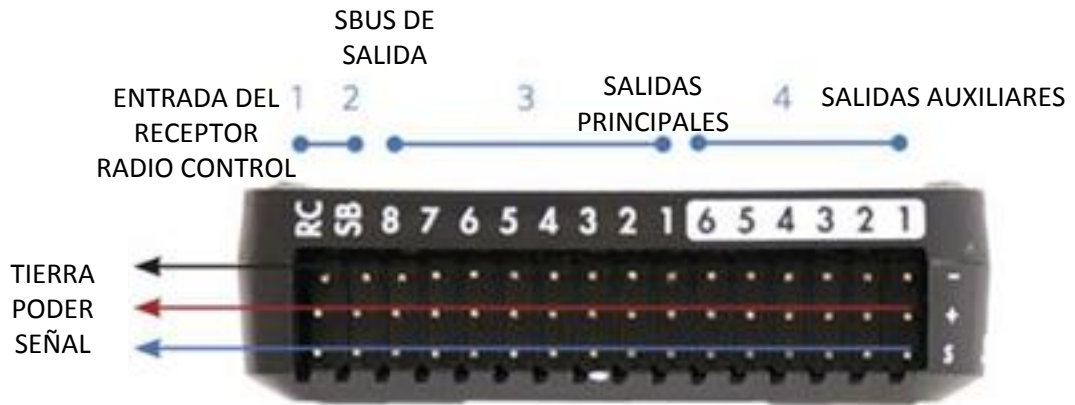 SBUS DE
SALIDA
ENTRADA DEL
RECEPTOR
RADIO CONTROL
1 2 3 4
SALIDAS
PRINCIPALES
SALIDAS AUXILIARES
RC SB 8 7 6 5 4 3 2 1 6 5 4 3 2 1
TIERRA -
PODER +
SEÑAL S